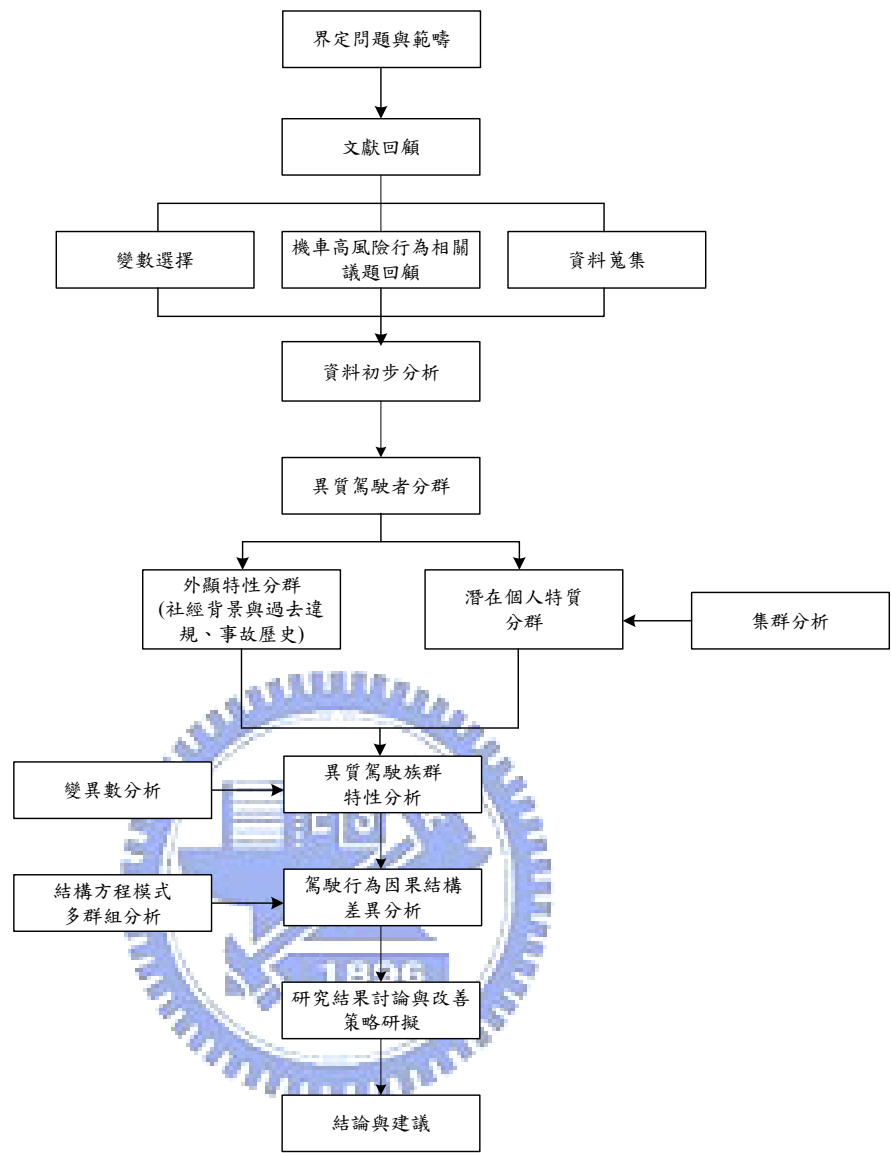 界定問題與範疇
文獻回顧
變數選擇
機車高風險行為相關
議題回顧
資料蒐集
資料初步分析
異質駕駛者分群
外顯特性分群
(社經背景與過去違
規、事故歷史)
潛在個人特質
分群
集群分析
變異數分析
異質駕駛族群
特性分析
結構方程模式
多群組分析
駕駛行為因果結構
差異分析
1896
研究結果討論與改善
策略研擬
結論與建議